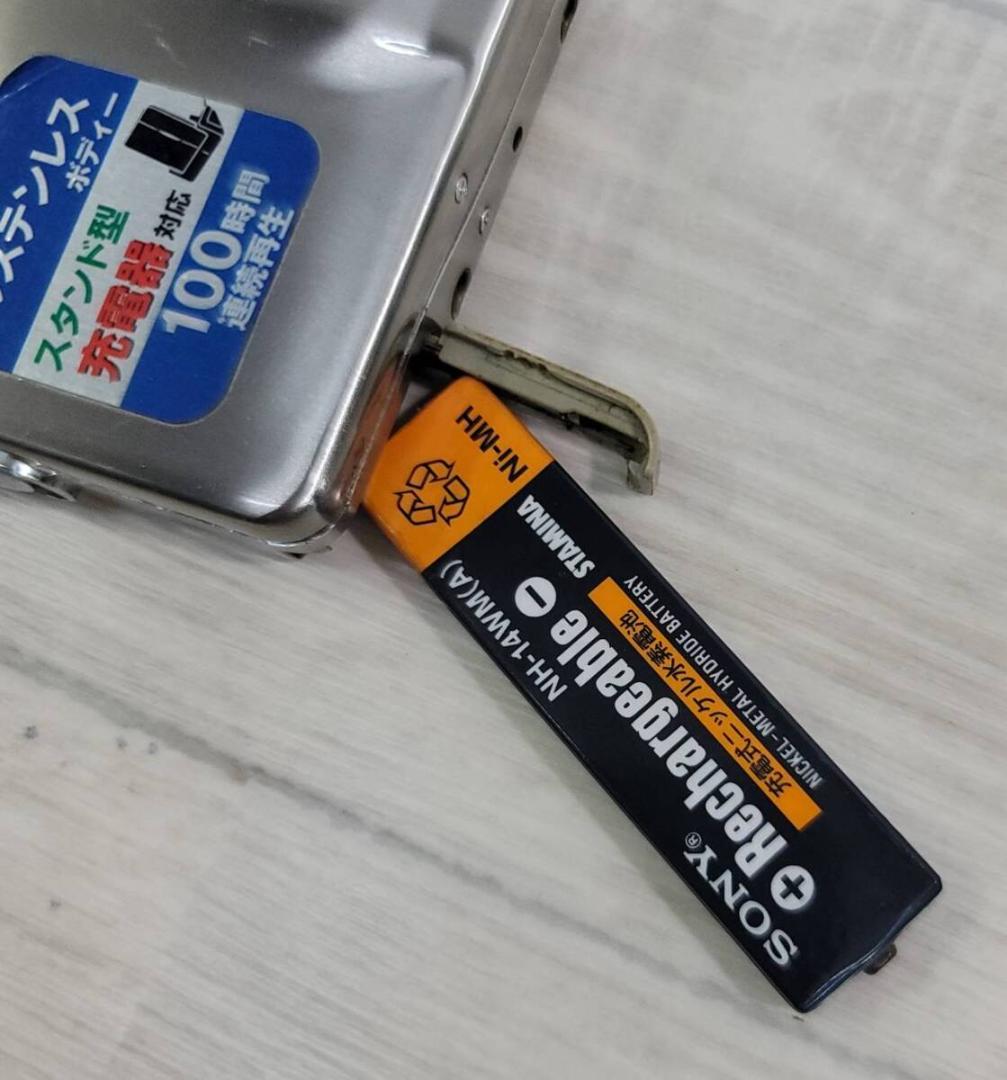 ステンレス
ボディー
スタンド型
充電器対応
100時間
連続再生
SONY®
+ Rechargeable −
NH-14WM(A)
充電式ニッケル水素電池
NICKEL-METAL HYDRIDE BATTERY
STAMINA
Ni-MH